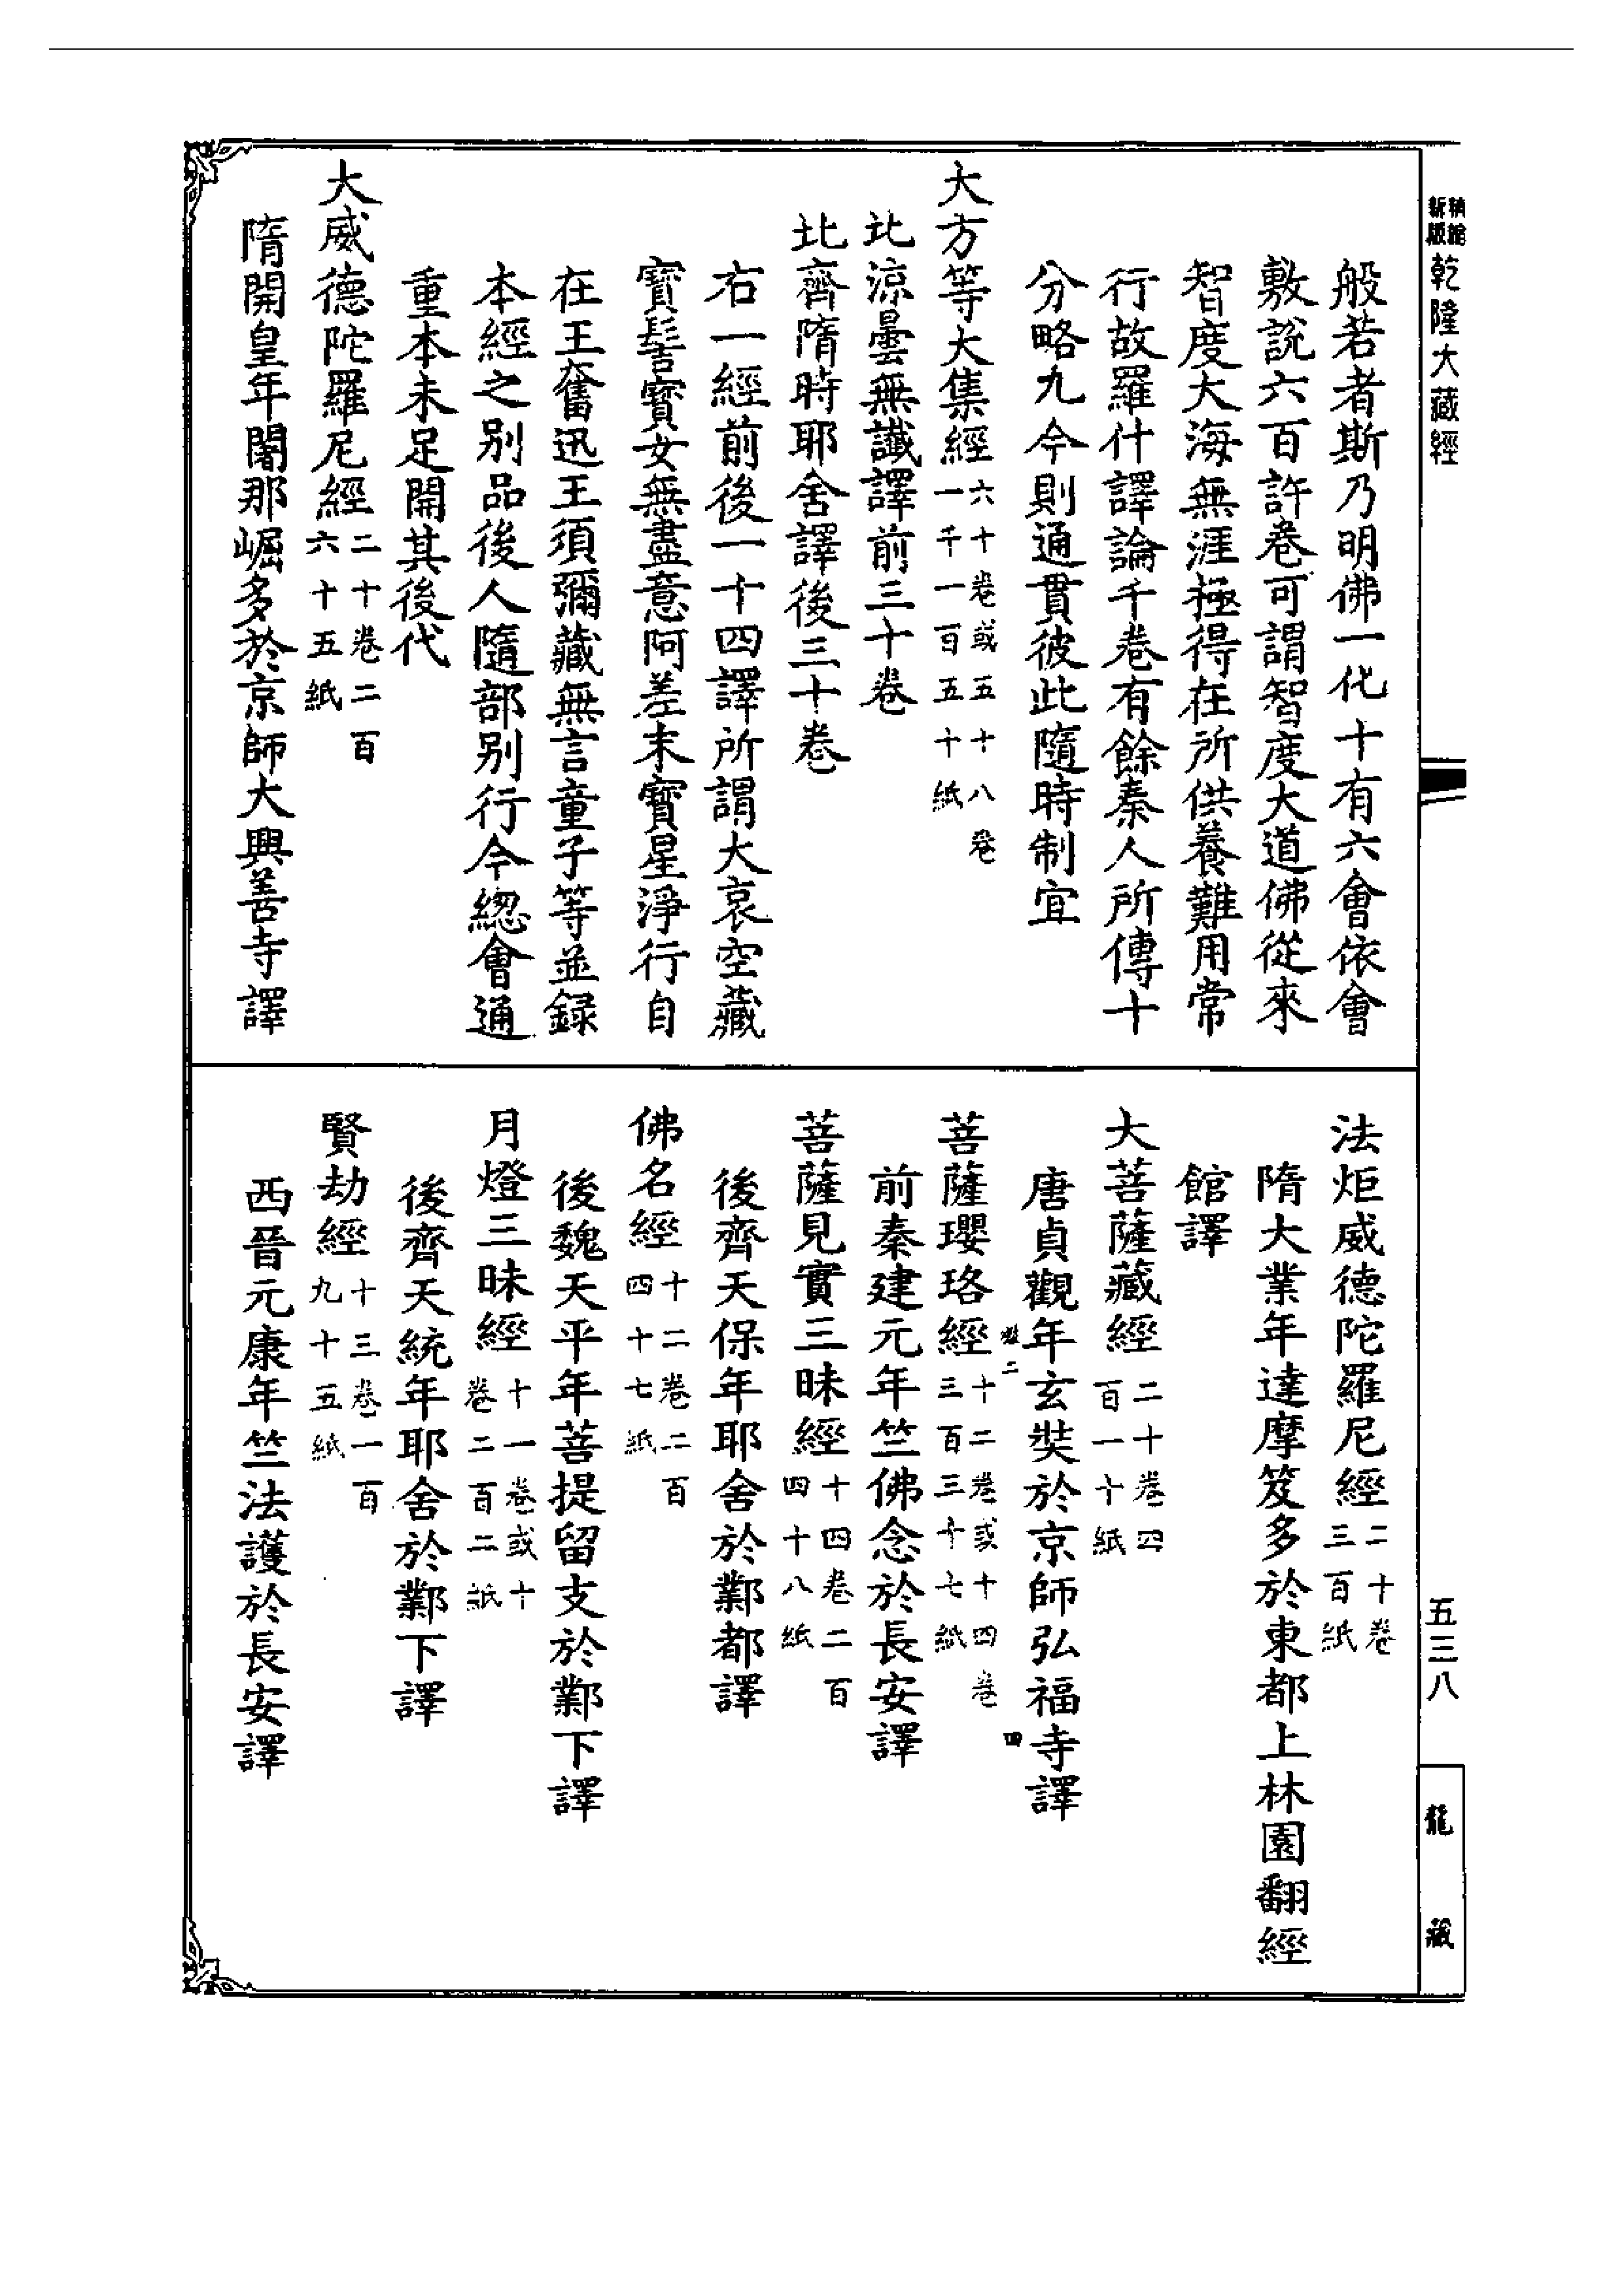 精縮
新版
乾隆大藏經
般若者斯乃明佛一化十有六會依會
敷說六百許卷可謂智度大道佛從來
智度大海無涯極得在所供養難用常
行故羅什譯論千卷有餘秦人所傳十
分略九今則通貫彼此隨時制宜
大方等大集經六十卷或五十八卷一千一百五十紙
北涼曇無讖譯前三十卷
北齊隋時耶舍譯後三十卷
右一經前後一十四譯所謂大哀空藏
寶髻寶女無盡意阿差末寶星淨行自
在王奮迅王須彌藏無言童子等並録
本經之别品後人隨部别行今緫會通
重本未足開其後代
大威德陀羅尼經二十卷二百六十五紙
隋開皇年闍那崛多於京師大興善寺譯
法炬威德陀羅尼經二十卷三百紙
隋大業年達摩笈多於東都上林園翻經
館譯
大菩薩藏經二十卷四百一十紙
唐貞觀年玄奘於京師弘福寺譯
二 四
菩薩瓔珞經十二卷或十四卷三百三十七紙
前秦建元年竺佛念於長安譯
菩薩見實三昧經十四卷二百四十八紙
後齊天保年耶舍於鄴都譯
佛名經十二卷二百四十七紙
後魏天平年菩提留支於鄴下譯
月燈三昧經十一卷或十卷二百二紙
後齊天統年耶舍於鄴下譯
賢劫經十三卷一百九十五紙
西晉元康年竺法護於長安譯
五三八
龍藏